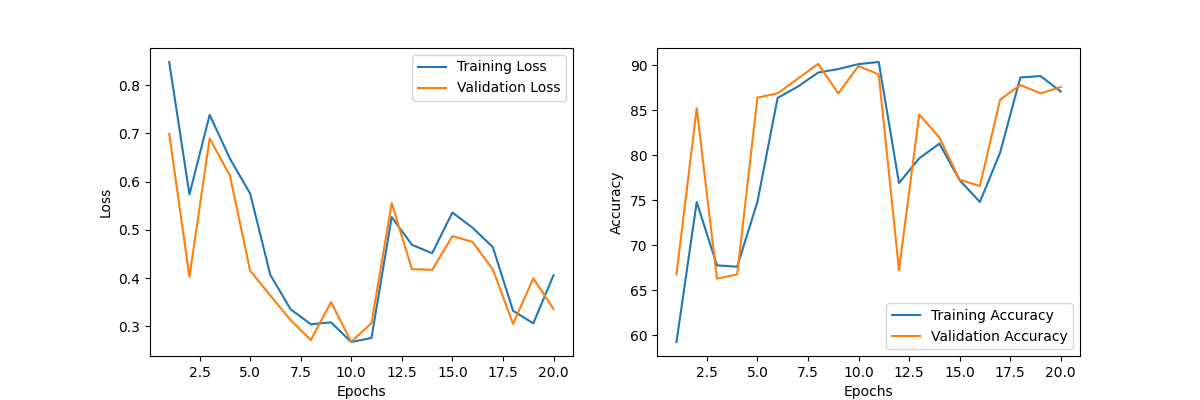 Training Loss
Validation Loss
0.8
0.7
0.6
0.5
0.4
0.3
Loss
2.5 5.0 7.5 10.0 12.5 15.0 17.5 20.0
Epochs
90
85
80
75
70
65
60
Accuracy
Training Accuracy
Validation Accuracy
2.5 5.0 7.5 10.0 12.5 15.0 17.5 20.0
Epochs